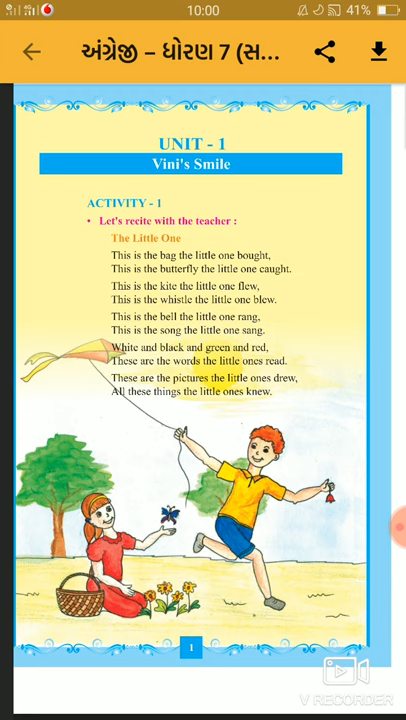 4G
10:00
41%
અંગ્રેજી – ધોરણ 7 (સ...
UNIT - 1
Vini's Smile
ACTIVITY - 1
• Let's recite with the teacher :
The Little One
This is the bag the little one bought,
This is the butterfly the little one caught.
This is the kite the little one flew,
This is the whistle the little one blew.
This is the bell the little one rang,
This is the song the little one sang.
White and black and green and red,
These are the words the little ones read.
These are the pictures the little ones drew,
All these things the little ones knew.
1
V RECORDER